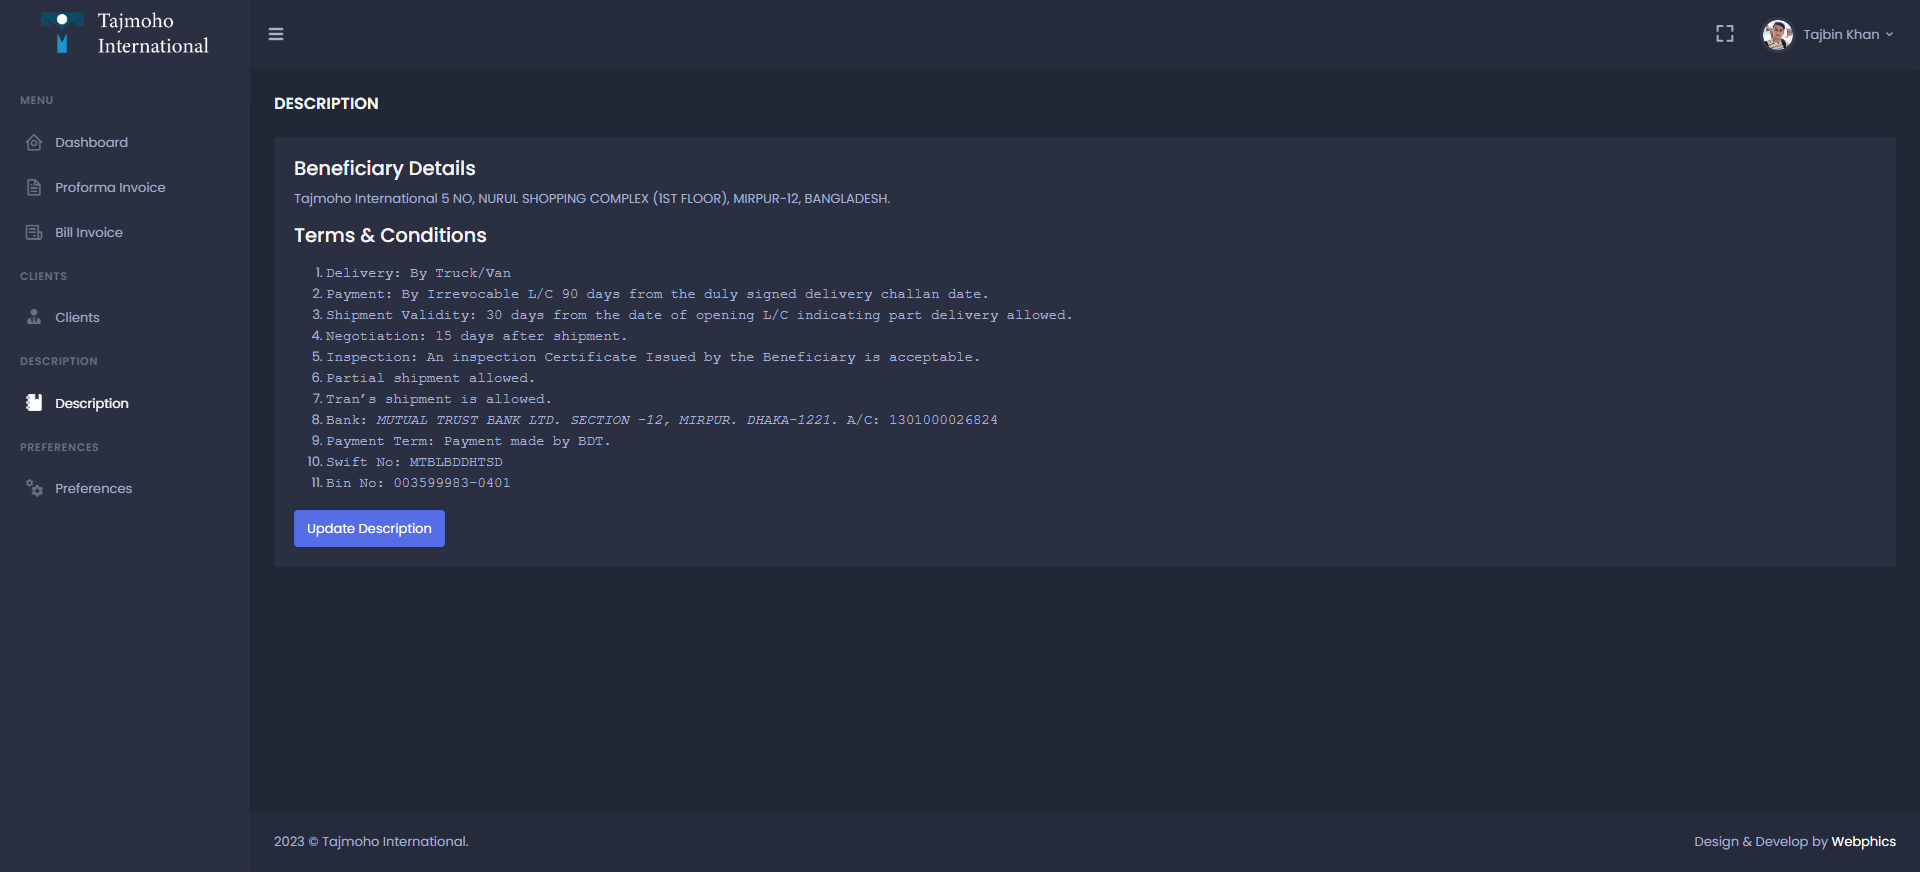 Tajmoho
International
Tajbin Khan
MENU
Dashboard
Proforma Invoice
Bill Invoice
CLIENTS
Clients
DESCRIPTION
Description
PREFERENCES
Preferences
DESCRIPTION
Beneficiary Details
Tajmoho International 5 NO, NURUL SHOPPING COMPLEX (1ST FLOOR), MIRPUR-12, BANGLADESH.
Terms & Conditions
1. Delivery: By Truck/Van
2. Payment: By Irrevocable L/C 90 days from the duly signed delivery challan date.
3. Shipment Validity: 30 days from the date of opening L/C indicating part delivery allowed.
4. Negotiation: 15 days after shipment.
5. Inspection: An inspection Certificate Issued by the Beneficiary is acceptable.
6. Partial shipment allowed.
7. Tran’s shipment is allowed.
8. Bank: MUTUAL TRUST BANK LTD. SECTION -12, MIRPUR. DHAKA-1221. A/C: 1301000026824
9. Payment Term: Payment made by BDT.
10. Swift No: MTBLBDDHTSD
11. Bin No: 003599983-0401
Update Description
2023 © Tajmoho International.
Design & Develop by Webphics